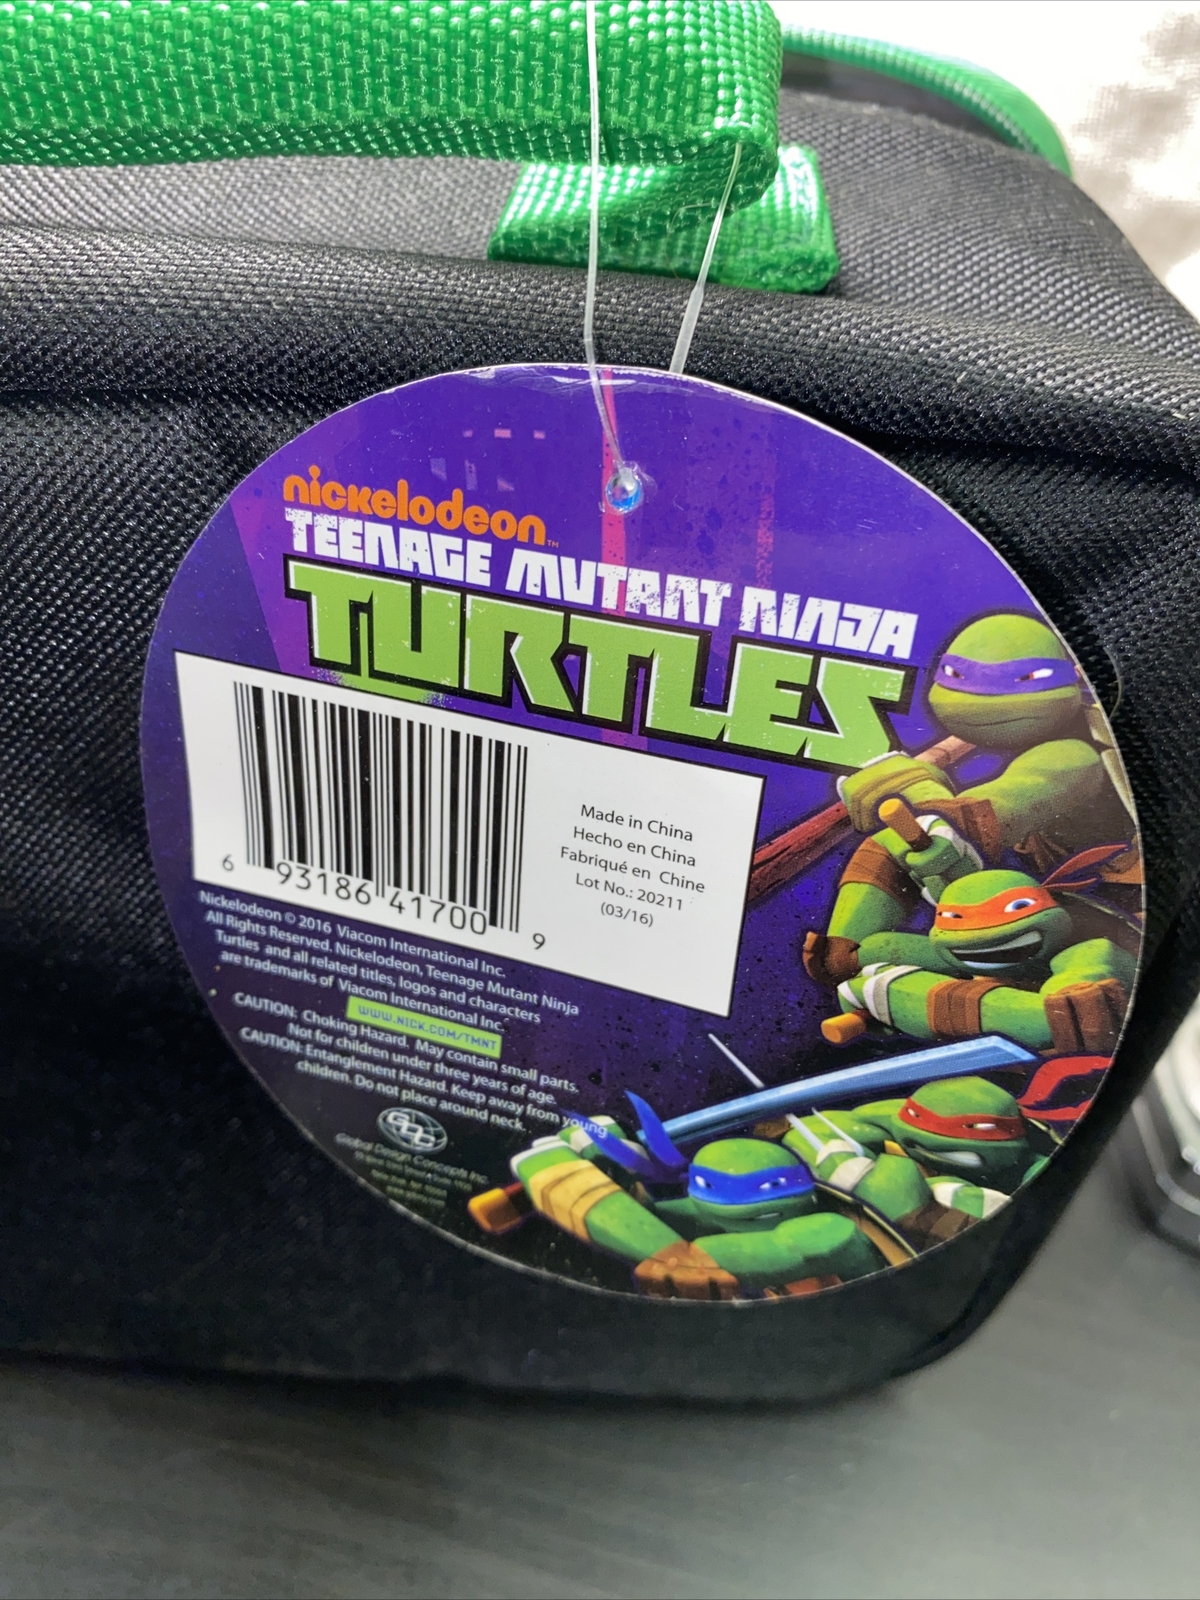 nickelodeon™
TEENAGE MUTANT NINJA
TURTLES
Made in China
Hecho en China
Fabriqué en Chine
Lot No.: 20211
(03/16)
6 93186 41700 9
Nickelodeon © 2016 Viacom International Inc.
All Rights Reserved. Nickelodeon, Teenage Mutant Ninja
Turtles and all related titles, logos and characters
are trademarks of Viacom International Inc.
WWW.NICK.COM/TMNT
CAUTION: Choking Hazard. May contain small parts.
Not for children under three years of age.
CAUTION: Entanglement Hazard. Keep away from young
children. Do not place around neck.
GDC
Global Design Concepts Inc.